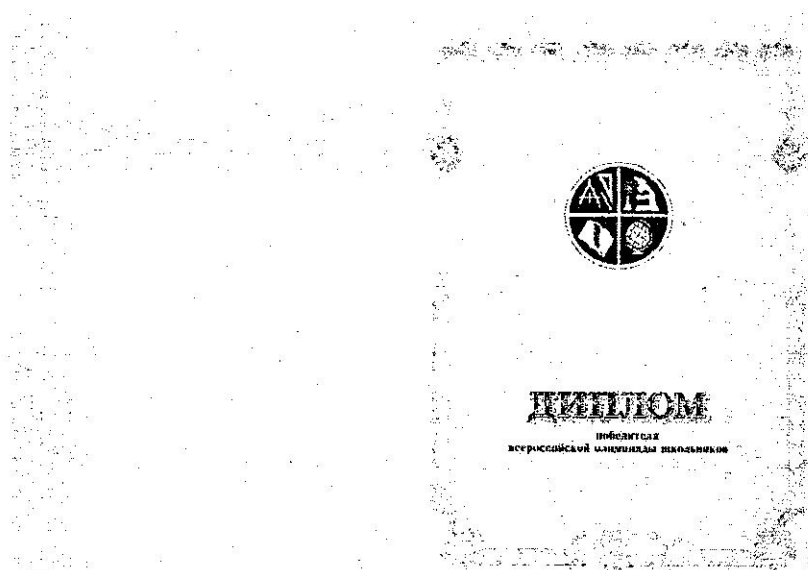 ДИПЛОМ
победителя
всероссийской олимпиады школьников